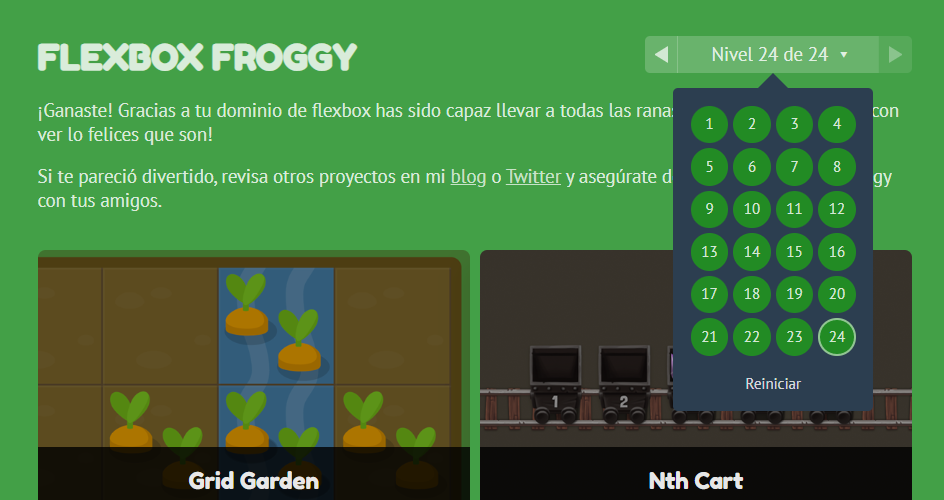 FLEXBOX FROGGY
Nivel 24 de 24
¡Ganaste! Gracias a tu dominio de flexbox has sido capaz llevar a todas las ranas con
ver lo felices que son!
Si te pareció divertido, revisa otros proyectos en mi blog o Twitter y asegúrate
con tus amigos.
1 2 3 4
5 6 7 8
9 10 11 12
13 14 15 16
17 18 19 20
21 22 23 24
Reiniciar
1 2
Grid Garden
Nth Cart